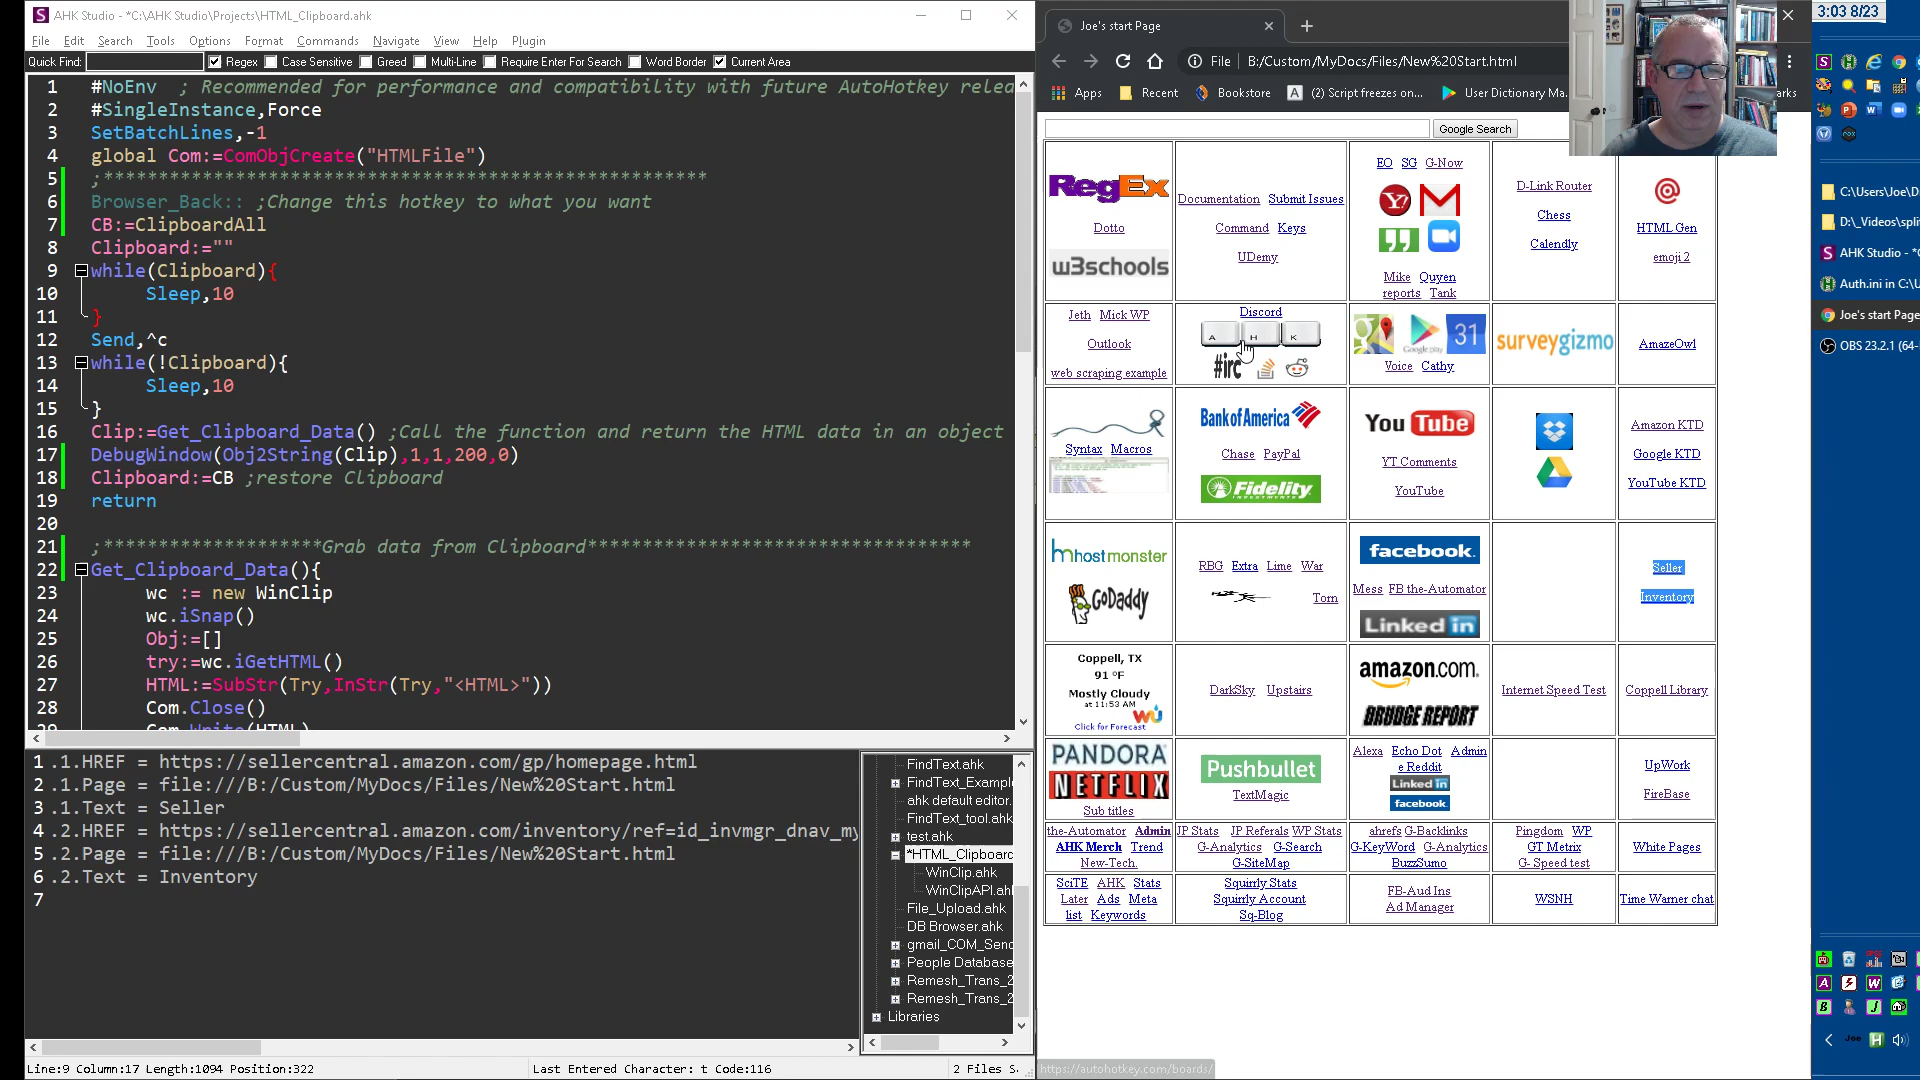 AHK Studio - *C:\AHK Studio\Projects\HTML_Clipboard.ahk
File Edit Search Tools Options Format Commands Navigate View Help Plugin
Quick Find: Regex Case Sensitive Greed Multi-Line Require Enter For Search Word Border Current Area
1 #NoEnv ; Recommended for performance and compatibility with future AutoHotkey relea
2 #SingleInstance,Force
3 SetBatchLines,-1
4 global Com:=ComObjCreate("HTMLFile")
5 ;*******************************************************
6 Browser_Back:: ;Change this hotkey to what you want
7 CB:=ClipboardAll
8 Clipboard:=""
9 while(Clipboard){
10 Sleep,10
11 }
12 Send,^c
13 while(!Clipboard){
14 Sleep,10
15 }
16 Clip:=Get_Clipboard_Data() ;Call the function and return the HTML data in an object
17 DebugWindow(Obj2String(Clip),1,1,200,0)
18 Clipboard:=CB ;restore Clipboard
19 return
20
21 ;********************Grab data from Clipboard***********************************
22 Get_Clipboard_Data(){
23 wc := new WinClip
24 wc.iSnap()
25 Obj:=[]
26 try:=wc.iGetHTML()
27 HTML:=SubStr(Try,InStr(Try,"<HTML>"))
28 Com.Close()
29 Com.Write(HTML)
1 .1.HREF = https://sellercentral.amazon.com/gp/homepage.html
2 .1.Page = file:///B:/Custom/MyDocs/Files/New%20Start.html
3 .1.Text = Seller
4 .2.HREF = https://sellercentral.amazon.com/inventory/ref=id_invmgr_dnav_my
5 .2.Page = file:///B:/Custom/MyDocs/Files/New%20Start.html
6 .2.Text = Inventory
7
FindText.ahk
FindText_Exampl
ahk default editor.
FindText_tool.ahk
test.ahk
*HTML_Clipboard
WinClip.ahk
WinClipAPI.ahk
File_Upload.ahk
DB Browser.ahk
gmail_COM_Send
People Database
Remesh_Trans_2
Remesh_Trans_2
Libraries
Line:9 Column:17 Length:1094 Position:322 Last Entered Character: t Code:116 2 Files S
Joe's start Page
File B:/Custom/MyDocs/Files/New%20Start.html
Apps Recent Bookstore (2) Script freezes on... User Dictionary Ma... arks
Google Search
RegEx
Dotto
w3schools
Documentation Submit Issues
Command Keys
UDemy
EO SG G-Now
Mike Quyen
reports Tank
D-Link Router
Chess
Calendly
HTML Gen
emoji 2
Jeth Mick WP
Outlook
web scraping example
Discord
A H K
#irc
Google play 31
Voice Cathy
surveygizmo
AmazeOwl
Syntax Macros
Bank of America
Chase PayPal
Fidelity INVESTMENTS
YouTube
YT Comments
YouTube
Amazon KTD
Google KTD
YouTube KTD
hostmonster
GoDaddy
RBG Extra Lime War
Torn
facebook.
Mess FB the-Automator
Linked in
Seller
Inventory
Coppell, TX
91 °F
Mostly Cloudy
at 11:53 AM
Click for Forecast
DarkSky Upstairs
amazon.com.
DRUDGE REPORT
Internet Speed Test
Coppell Library
PANDORA
NETFLIX
Sub titles
Pushbullet
TextMagic
Alexa Echo Dot Admin
e Reddit
Linked in
facebook.
UpWork
FireBase
the-Automator Admin
AHK Merch Trend
New-Tech.
JP Stats JP Referals WP Stats
G-Analytics G-Search
G-SiteMap
ahrefs G-Backlinks
G-KeyWord G-Analytics
BuzzSumo
Pingdom WP
GT Metrix
G- Speed test
White Pages
SciTE AHK Stats
Later Ads Meta
list Keywords
Squirrly Stats
Squirrly Account
Sq-Blog
FB-Aud Ins
Ad Manager
WSNH
Time Warner chat
https://autohotkey.com/boards/
3:03 8/23
C:\Users\Joe\D
D:\_Videos\spli
AHK Studio - *
Auth.ini in C:\U
Joe's start Page
OBS 23.2.1 (64-
Joe